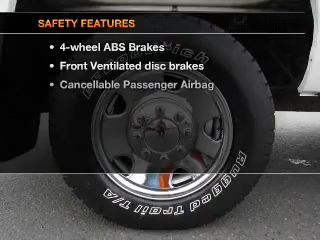 SAFETY FEATURES
• 4-wheel ABS Brakes
• Front Ventilated disc brakes
• Cancellable Passenger Airbag
Rugged Trail T/A